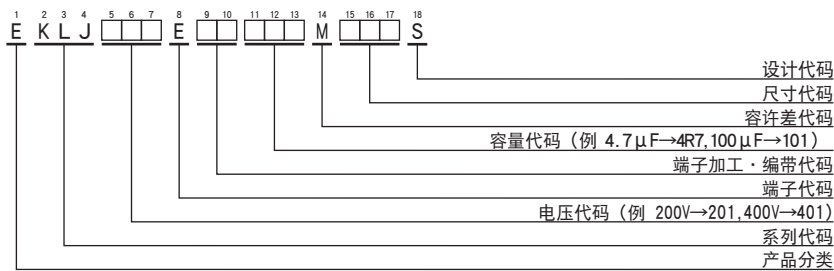 1 2 3 4 5 6 7 8 9 10 11 12 13 14 15 16 17 18
E K L J □□□ E □□ □□□ M □□□ S
设计代码
尺寸代码
容许差代码
容量代码（例 4.7μF→4R7,100μF→101）
端子加工・编带代码
端子代码
电压代码（例 200V→201,400V→401）
系列代码
产品分类